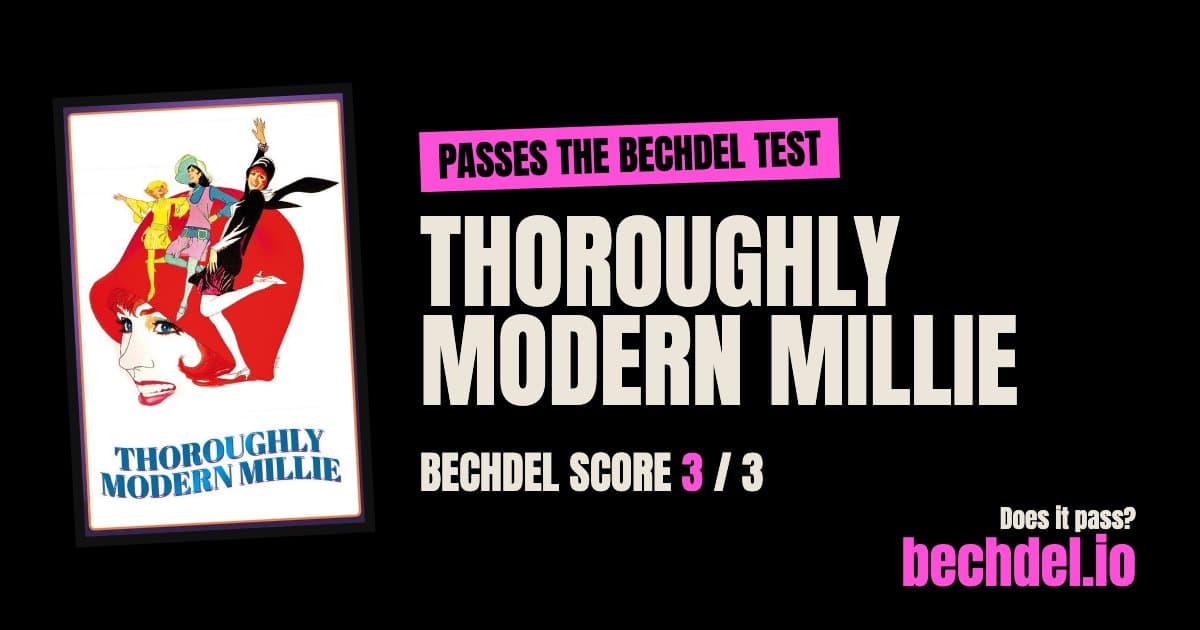 THOROUGHLY
MODERN MILLIE
PASSES THE BECHDEL TEST
THOROUGHLY
MODERN MILLIE
BECHDEL SCORE 3 / 3
Does it pass?
bechdel.io